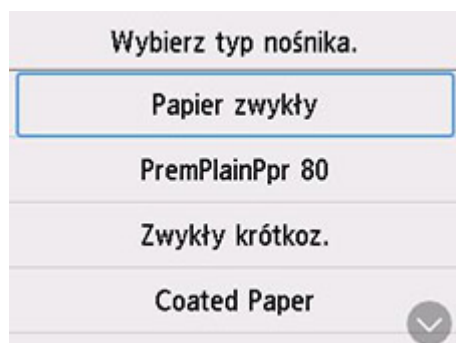 Wybierz typ nośnika.
Papier zwykły
PremPlainPpr 80
Zwykły krótkoz.
Coated Paper